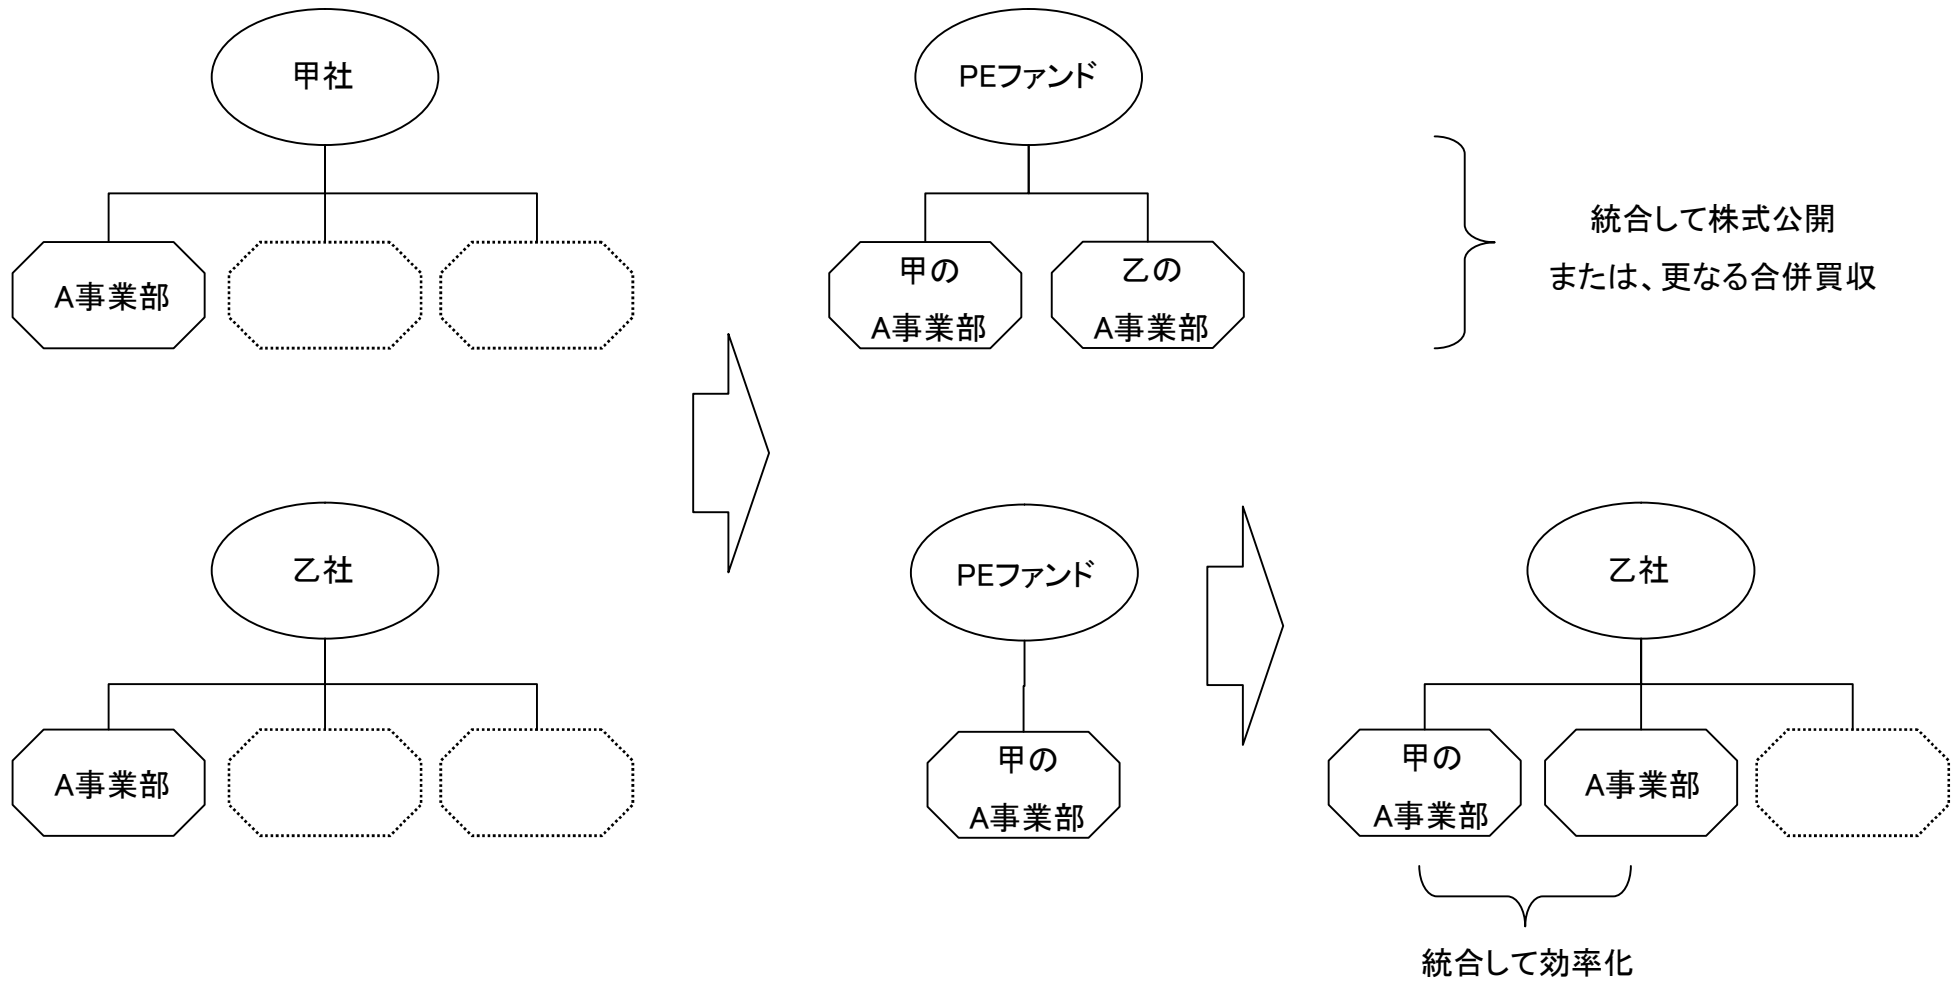 甲社
A事業部
PEファンド
甲の
A事業部
乙の
A事業部
統合して株式公開
または、更なる合併買収
乙社
A事業部
PEファンド
甲の
A事業部
乙社
甲の
A事業部
A事業部
統合して効率化